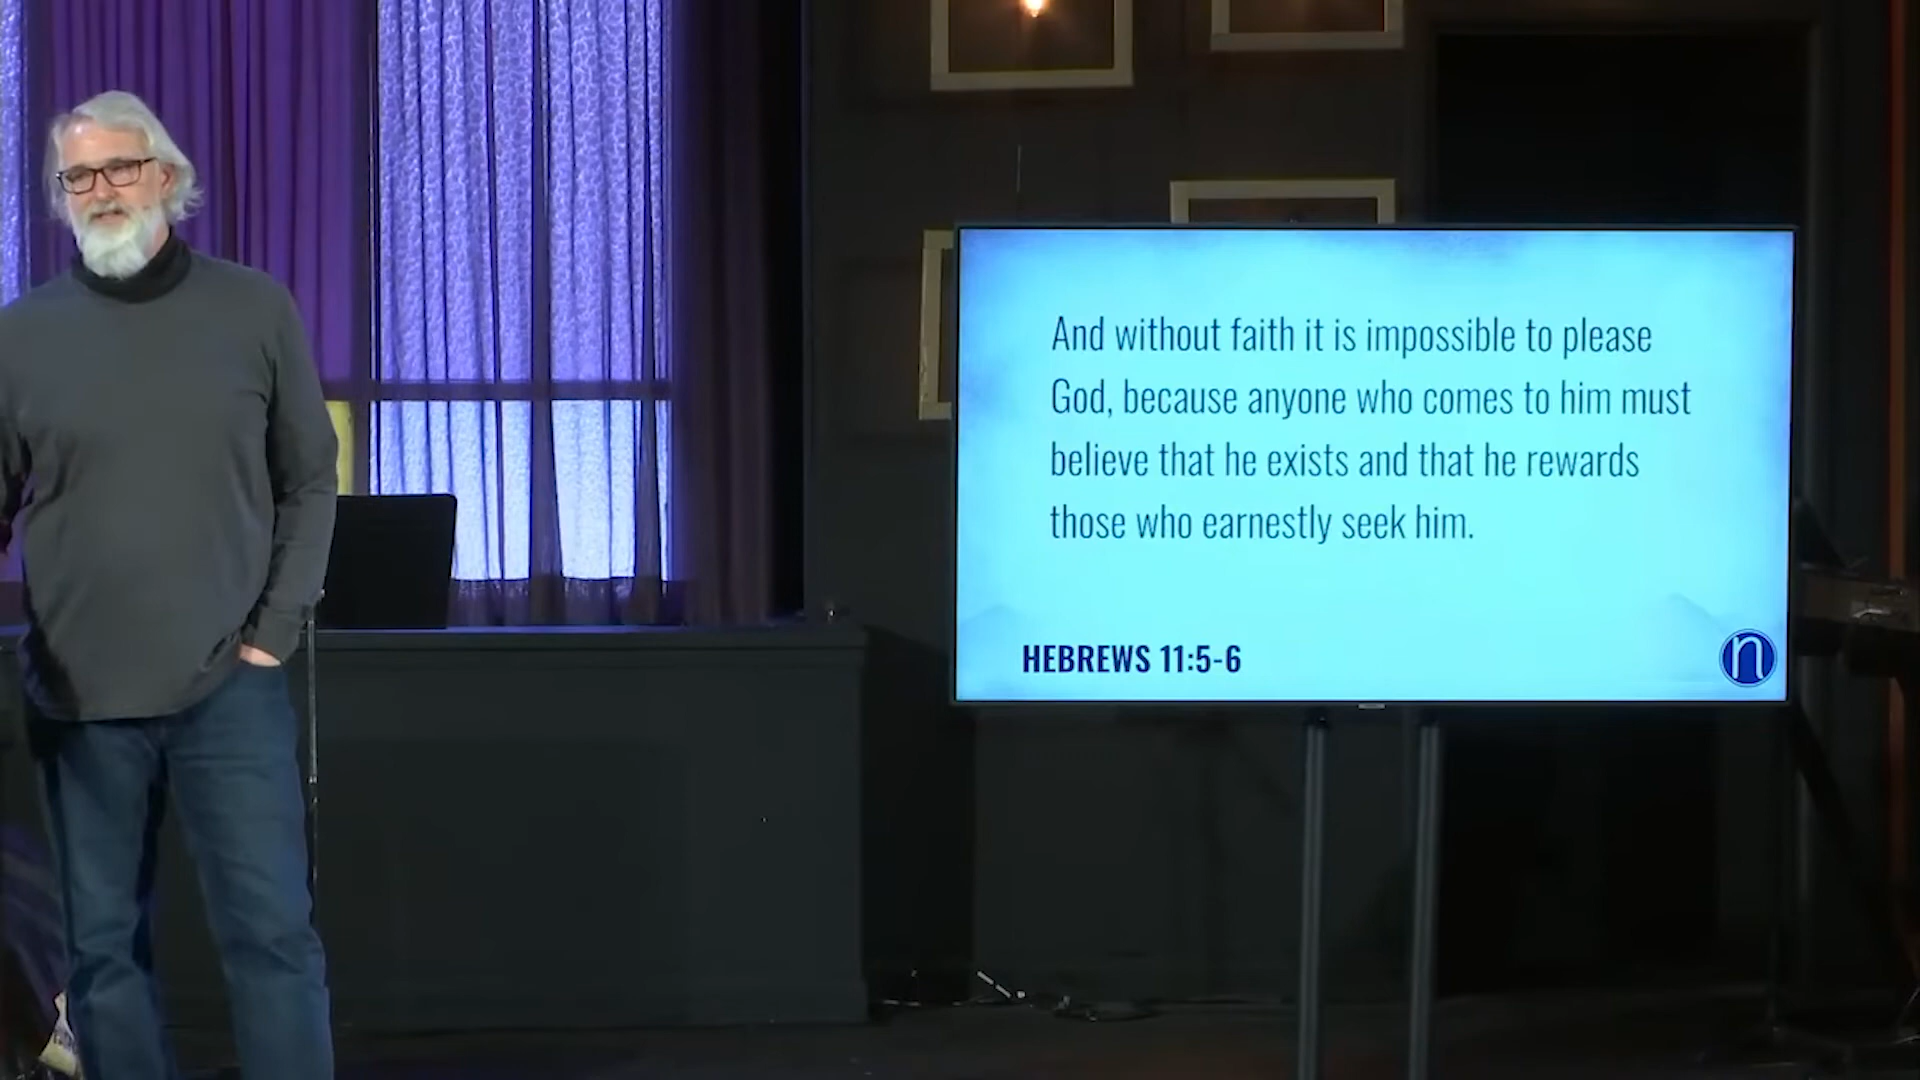 And without faith it is impossible to please
God, because anyone who comes to him must
believe that he exists and that he rewards
those who earnestly seek him.
HEBREWS 11:5-6
n